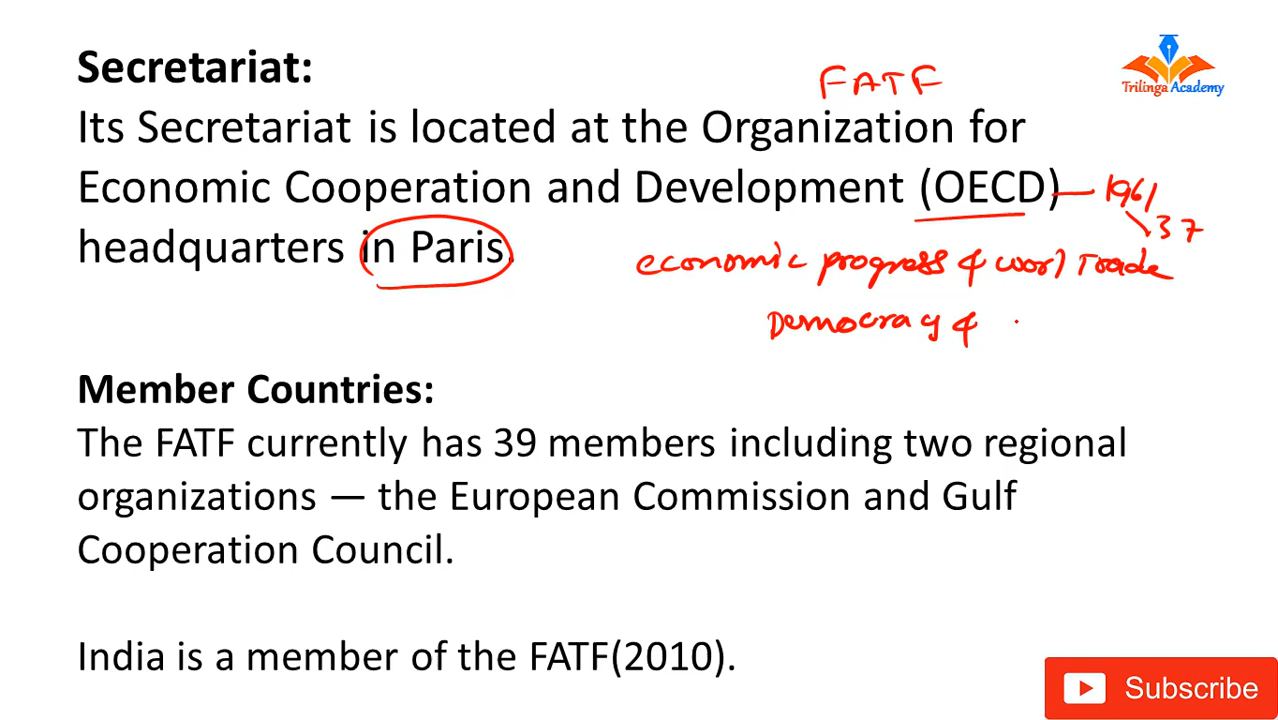 Secretariat:
Trilinga Academy
FATF
Its Secretariat is located at the Organization for
Economic Cooperation and Development (OECD) — 1961
37
headquarters in Paris.
economic progress & worl Trade
Democracy &
Member Countries:
The FATF currently has 39 members including two regional
organizations — the European Commission and Gulf
Cooperation Council.
India is a member of the FATF(2010).
Subscribe